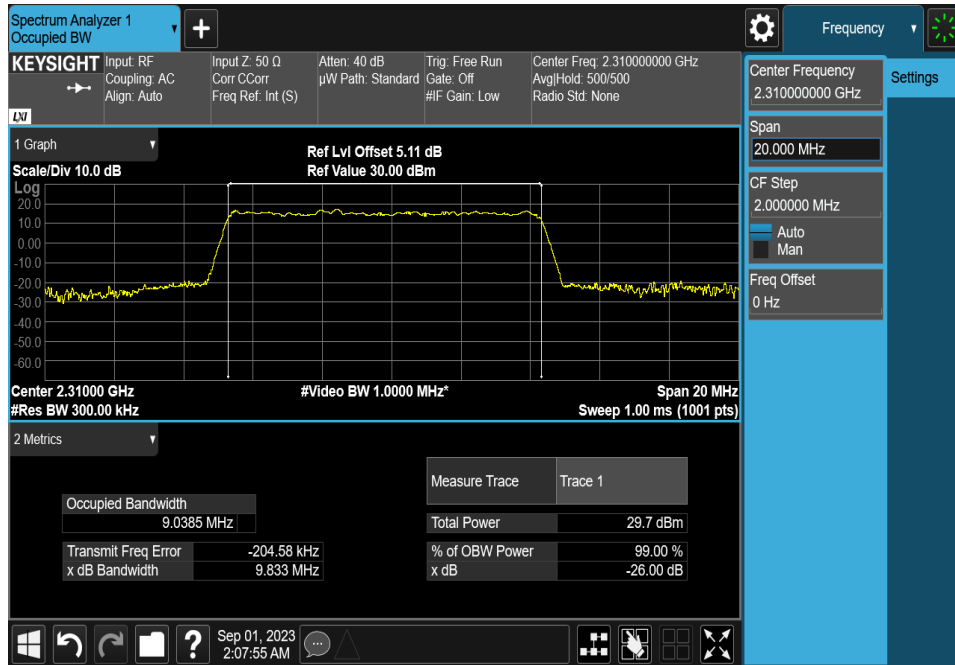 Spectrum Analyzer 1
Occupied BW
+
Frequency
KEYSIGHT
LXI
Input: RF
Coupling: AC
Align: Auto
Input Z: 50 Ω
Corr CCorr
Freq Ref: Int (S)
Atten: 40 dB
µW Path: Standard
Trig: Free Run
Gate: Off
#IF Gain: Low
Center Freq: 2.310000000 GHz
Avg|Hold: 500/500
Radio Std: None
Center Frequency
2.310000000 GHz
Settings
Span
20.000 MHz
CF Step
2.000000 MHz
Auto
Man
Freq Offset
0 Hz
1 Graph
Scale/Div 10.0 dB
Ref Lvl Offset 5.11 dB
Ref Value 30.00 dBm
Log
20.0
10.0
0.00
-10.0
-20.0
-30.0
-40.0
-50.0
-60.0
Center 2.31000 GHz
#Res BW 300.00 kHz
#Video BW 1.0000 MHz*
Span 20 MHz
Sweep 1.00 ms (1001 pts)
2 Metrics
Measure Trace Trace 1
Occupied Bandwidth
9.0385 MHz
Total Power 29.7 dBm
Transmit Freq Error -204.58 kHz
% of OBW Power 99.00 %
x dB Bandwidth 9.833 MHz
x dB -26.00 dB
?
Sep 01, 2023
2:07:55 AM